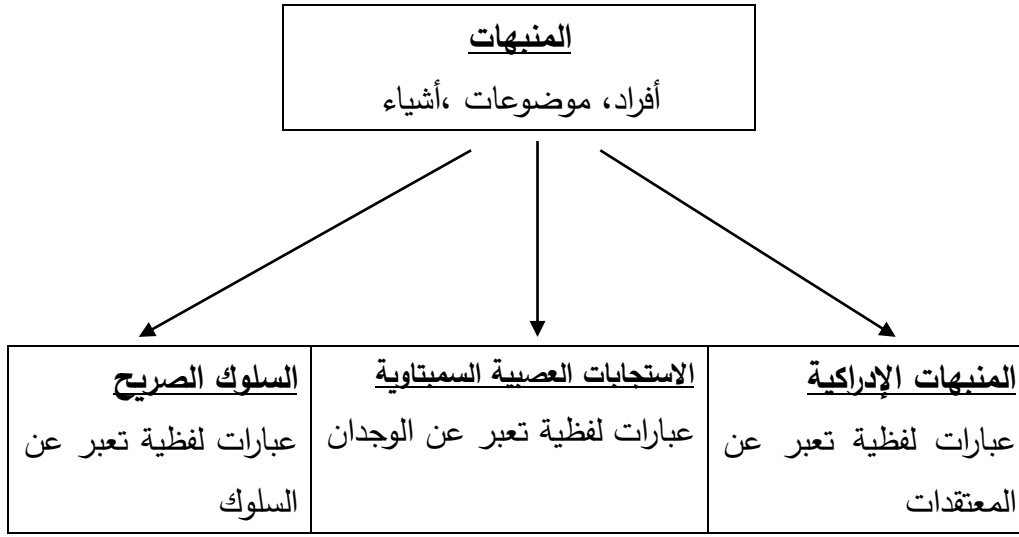 المنبهات
أفراد، موضوعات ،أشياء
المنبهات الإدراكية
عبارات لفظية تعبر عن
المعتقدات
الاستجابات العصبية السمبتاوية
عبارات لفظية تعبر عن الوجدان
السلوك الصريح
عبارات لفظية تعبر عن
السلوك